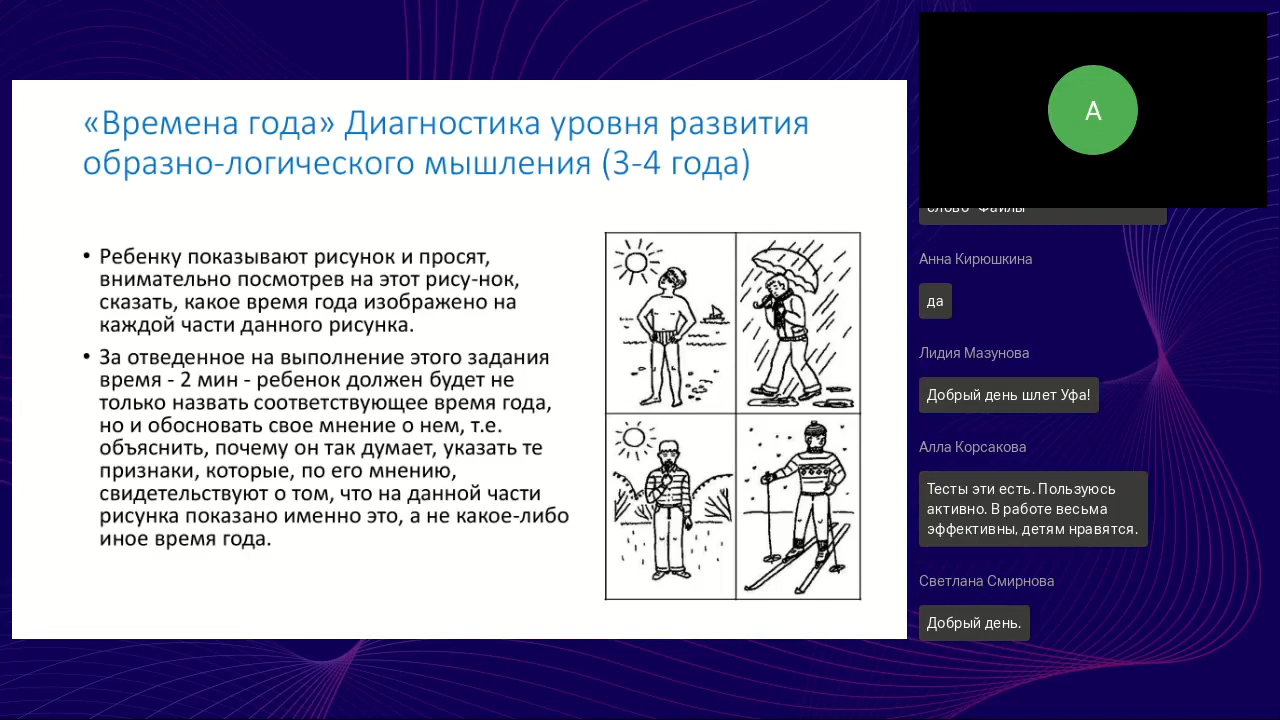 «Времена года» Диагностика уровня развития
образно-логического мышления (3-4 года)
• Ребенку показывают рисунок и просят,
внимательно посмотрев на этот рису-нок,
сказать, какое время года изображено на
каждой части данного рисунка.
• За отведенное на выполнение этого задания
время - 2 мин - ребенок должен будет не
только назвать соответствующее время года,
но и обосновать свое мнение о нем, т.е.
объяснить, почему он так думает, указать те
признаки, которые, по его мнению,
свидетельствуют о том, что на данной части
рисунка показано именно это, а не какое-либо
иное время года.
А
слово "Файлы"
Анна Кирюшкина
да
Лидия Мазунова
Добрый день шлет Уфа!
Алла Корсакова
Тесты эти есть. Пользуюсь
активно. В работе весьма
эффективны, детям нравятся.
Светлана Смирнова
Добрый день.